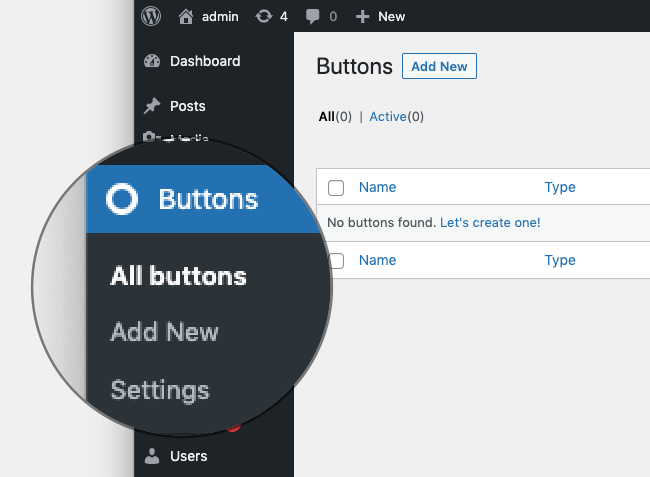 admin 4 0 New
Dashboard
Buttons Add New
All(0) | Active(0)
Posts
Media
Name Type
Buttons
No buttons found. Let's create one!
All buttons
Name Type
Add New
Settings
Users